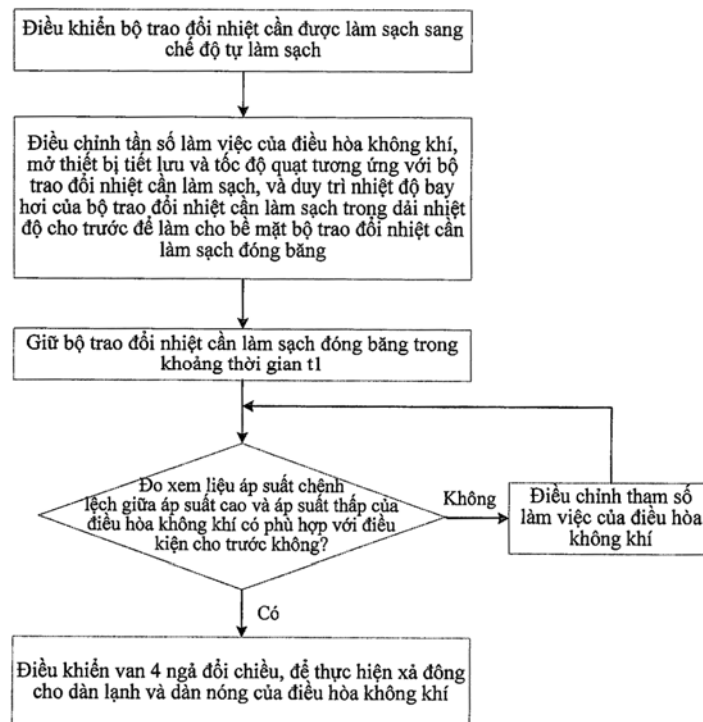 Điều khiển bộ trao đổi nhiệt cần được làm sạch sang
chế độ tự làm sạch
Điều chỉnh tần số làm việc của điều hòa không khí,
mở thiết bị tiết lưu và tốc độ quạt tương ứng với bộ
trao đổi nhiệt cần làm sạch, và duy trì nhiệt độ bay
hơi của bộ trao đổi nhiệt cần làm sạch trong dải nhiệt
độ cho trước để làm cho bề mặt bộ trao đổi nhiệt cần
làm sạch đóng băng
Giữ bộ trao đổi nhiệt cần làm sạch đóng băng trong
khoảng thời gian t1
Đo xem liệu áp suất chênh
lệch giữa áp suất cao và áp suất thấp của
điều hòa không khí có phù hợp với điều
kiện cho trước không?
Không
Điều chỉnh tham số
làm việc của điều hòa
không khí
Có
Điều khiển van 4 ngả đổi chiều, để thực hiện xả đông
cho dàn lạnh và dàn nóng của điều hòa không khí